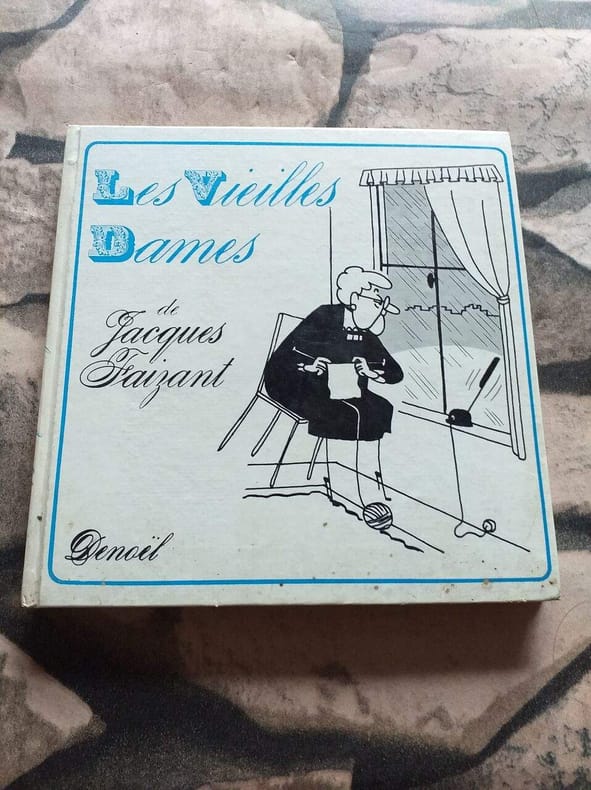 Les Vieilles
Dames
de
Jacques
Faizant
Denoël